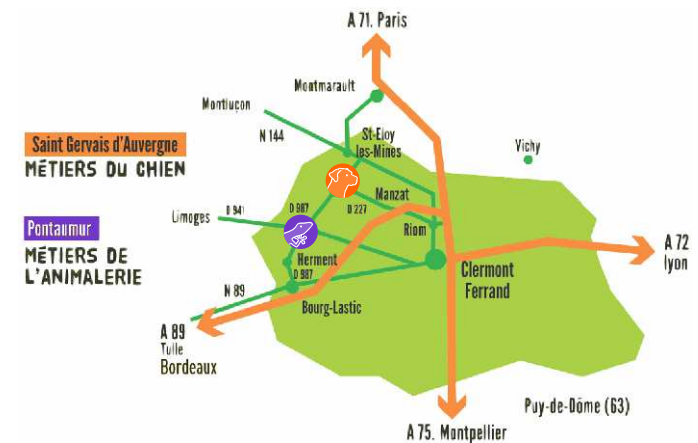 A 71. Paris
Montmarault
Montluçon
N 144
St-Eloy
les-Mines
Vichy
Saint Gervais d'Auvergne
MÉTIERS DU CHIEN
Manzat
D 987
D 227
Limoges
D 941
Riom
Pontaumur
MÉTIERS DE
L'ANIMALERIE
Herment
D 987
A 72
lyon
Clermont
Ferrand
N 89
Bourg-Lastic
A 89
Tulle
Bordeaux
Puy-de-Dôme (63)
A 75. Montpellier